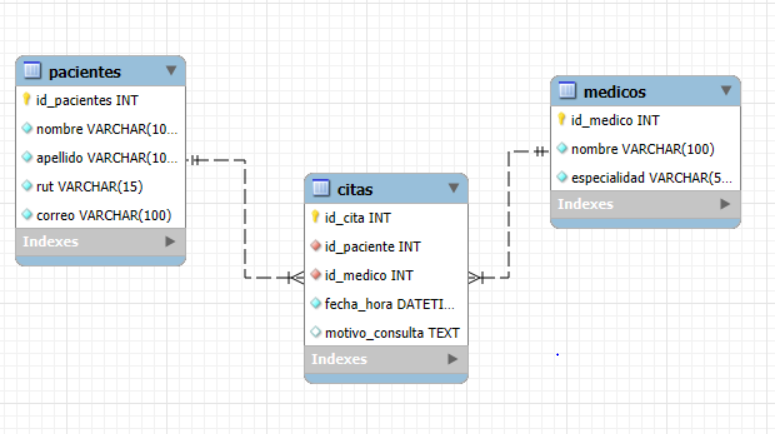 pacientes
id_pacientes INT
nombre VARCHAR(10...
apellido VARCHAR(10...
rut VARCHAR(15)
correo VARCHAR(100)
Indexes
citas
id_cita INT
id_paciente INT
id_medico INT
fecha_hora DATETI...
motivo_consulta TEXT
Indexes
medicos
id_medico INT
nombre VARCHAR(100)
especialidad VARCHAR(5...
Indexes